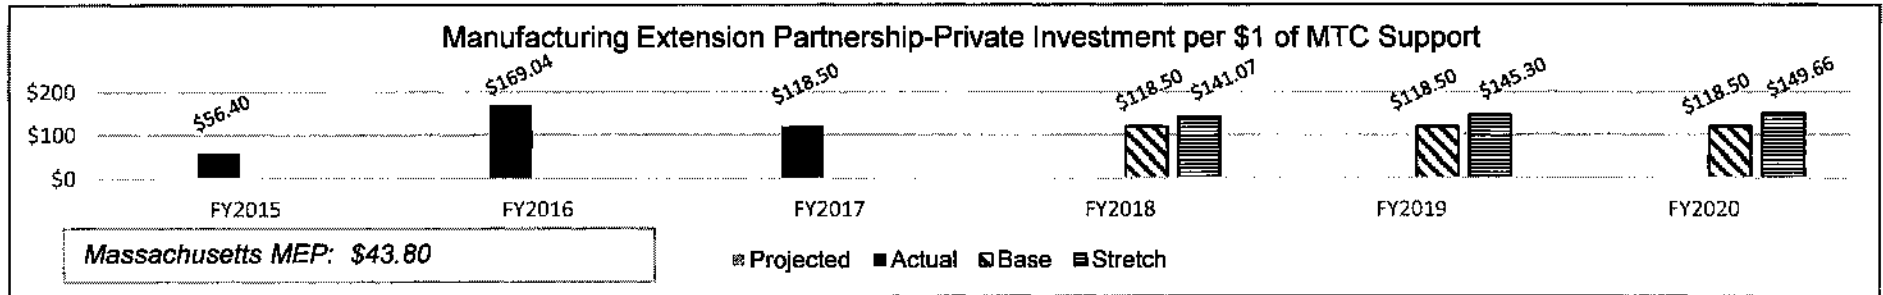 Manufacturing Extension Partnership-Private Investment per $1 of MTC Support
$200
$100
$0
$56.40
$169.04
$118.50
$118.50
$141.07
$118.50
$145.30
$118.50
$149.66
FY2015
FY2016
FY2017
FY2018
FY2019
FY2020
Massachusetts MEP: $43.80
Projected Actual Base Stretch